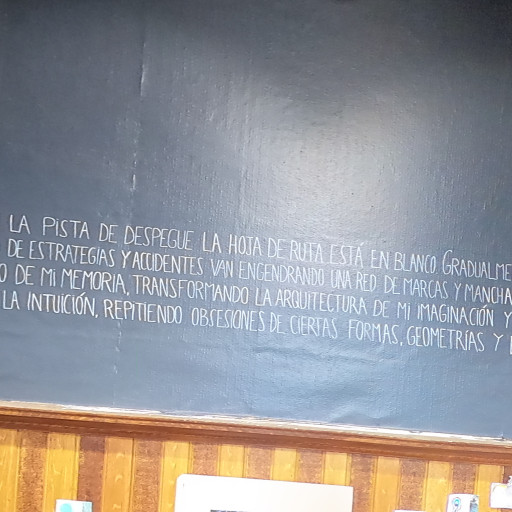 LA PISTA DE DESPEGUE LA HOJA DE RUTA ESTÁ EN BLANCO. GRADUALME
DE ESTRATEGIAS Y ACCIDENTES VAN ENGENDRANDO UNA RED DE MARCAS Y MANCHA
O DE MI MEMORIA, TRANSFORMANDO LA ARQUITECTURA DE MI IMAGINACIÓN Y
LA INTUICIÓN, REPITIENDO OBSESIONES DE CIERTAS FORMAS, GEOMETRÍAS Y